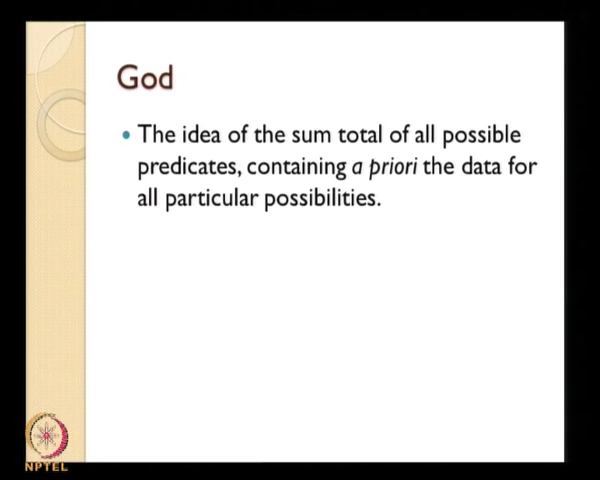 God
• The idea of the sum total of all possible
predicates, containing a priori the data for
all particular possibilities.
NPTEL